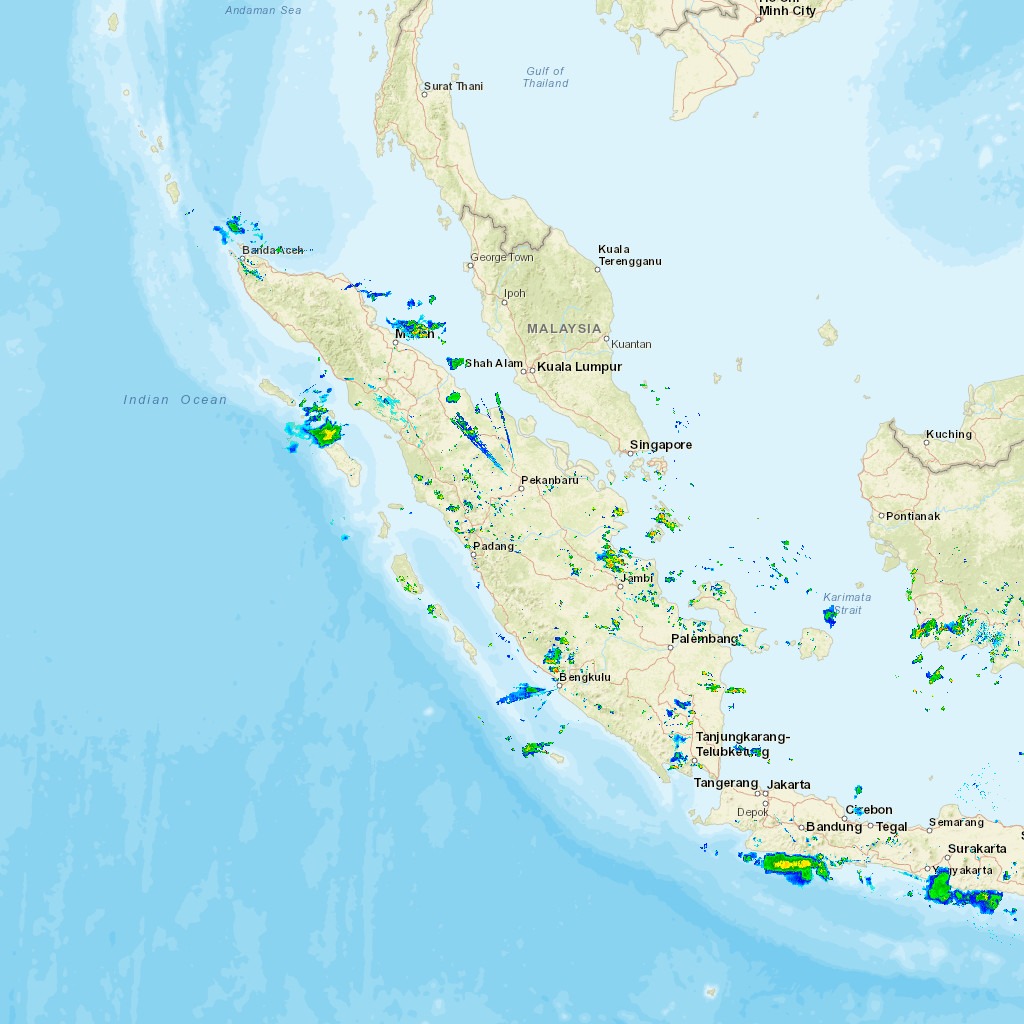 Andaman Sea
Minh City
Gulf of
Thailand
Surat Thani
Banda Aceh
George Town
Kuala
Terengganu
Ipoh
MALAYSIA
Kuantan
Shah Alam
Kuala Lumpur
Indian Ocean
Singapore
Kuching
Pekanbaru
Pontianak
Padang
Jambi
Karimata
Strait
Palembang
Bengkulu
Tanjungkarang-
Telubketung
Tangerang
Jakarta
Depok
Cirebon
Bandung
Tegal
Semarang
Surakarta
Yogyakarta